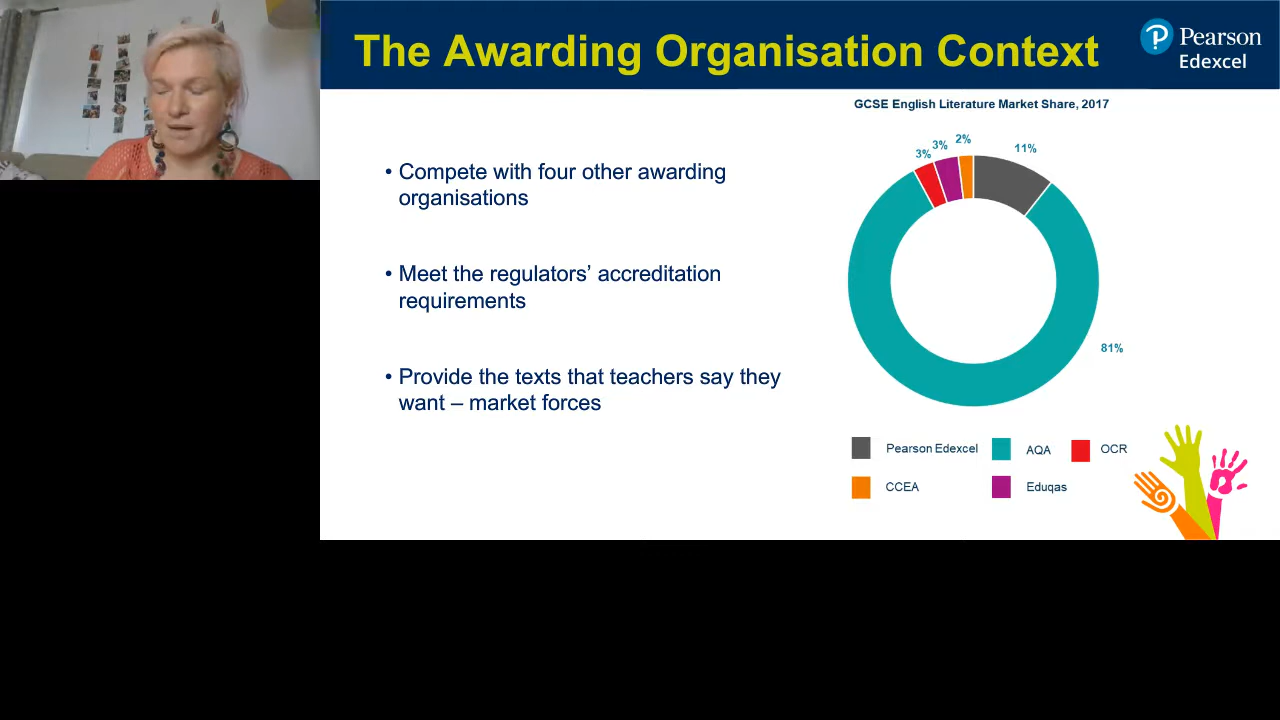 The Awarding Organisation Context
Pearson
Edexcel
• Compete with four other awarding
organisations
• Meet the regulators’ accreditation
requirements
• Provide the texts that teachers say they
want – market forces
GCSE English Literature Market Share, 2017
3%
3%
2%
11%
81%
Pearson Edexcel
AQA
OCR
CCEA
Eduqas